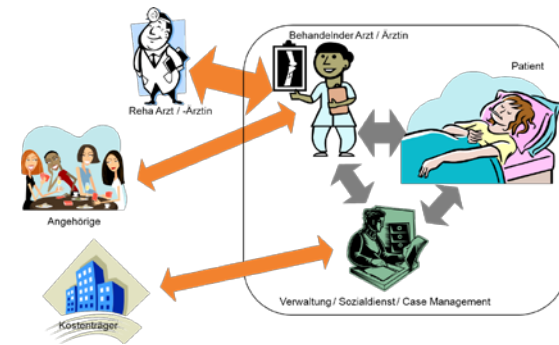 Behandelnder Arzt / Ärztin
Patient
Reha Arzt / -Ärztin
Angehörige
Verwaltung / Sozialdienst / Case Management
Kostenträger